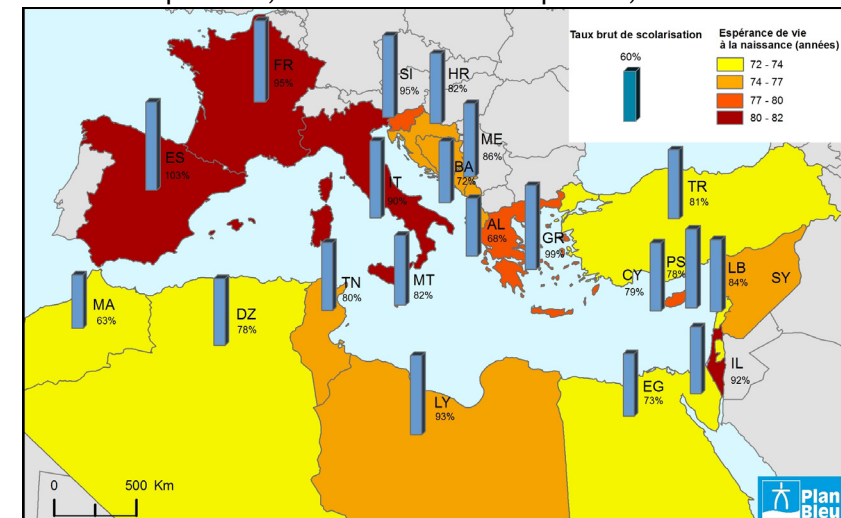 Taux brut de scolarisation
60%
Espérance de vie
à la naissance (années)
72 - 74
74 - 77
77 - 80
80 - 82
FR
95%
SI
95%
HR
82%
ME
86%
BA
72%
ES
103%
IT
90%
AL
68%
GR
99%
TR
81%
MA
63%
DZ
78%
TN
80%
MT
82%
CY
79%
PS
78%
LB
84%
SY
IL
92%
LY
93%
EG
73%
0 500 Km
Plan
Bleu